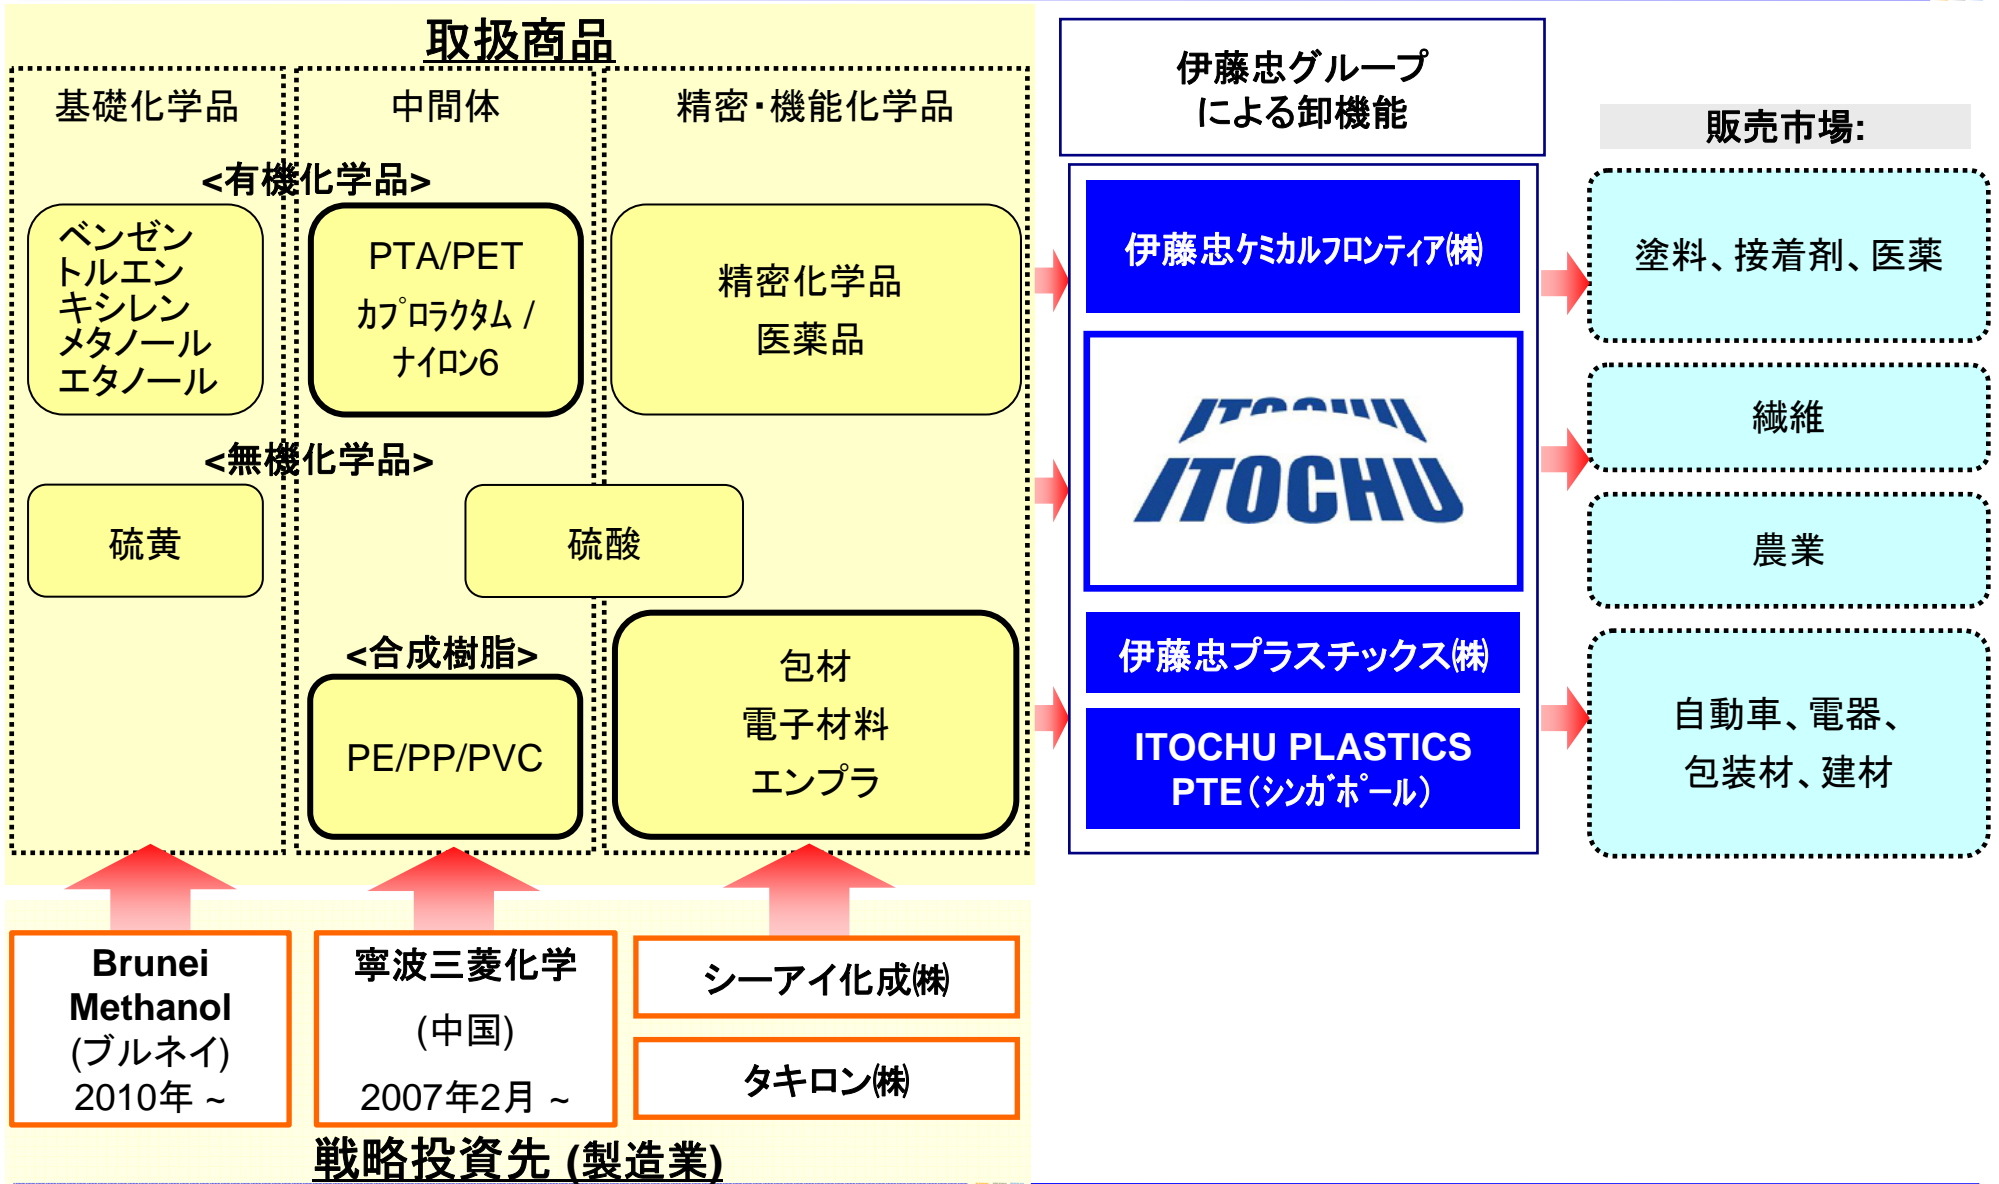 取扱商品
基礎化学品
中間体
精密・機能化学品
<有機化学品>
ベンゼン
トルエン
キシレン
メタノール
エタノール
PTA/PET
ｶﾌﾟﾛﾗｸﾀﾑ /
ﾅｲﾛﾝ6
精密化学品
医薬品
<無機化学品>
硫黄
硫酸
<合成樹脂>
PE/PP/PVC
包材
電子材料
エンプラ
伊藤忠グループ
による卸機能
伊藤忠ｹﾐｶﾙﾌﾛﾝﾃｨｱ㈱
ITOCHU
ITOCHU
伊藤忠プラスチックス㈱
ITOCHU PLASTICS
PTE（ｼﾝｶﾞﾎﾟｰﾙ）
販売市場:
塗料、接着剤、医薬
繊維
農業
自動車、電器、
包装材、建材
Brunei
Methanol
(ブルネイ)
2010年 ~
寧波三菱化学
(中国)
2007年2月 ~
シーアイ化成㈱
タキロン㈱
戦略投資先 (製造業)